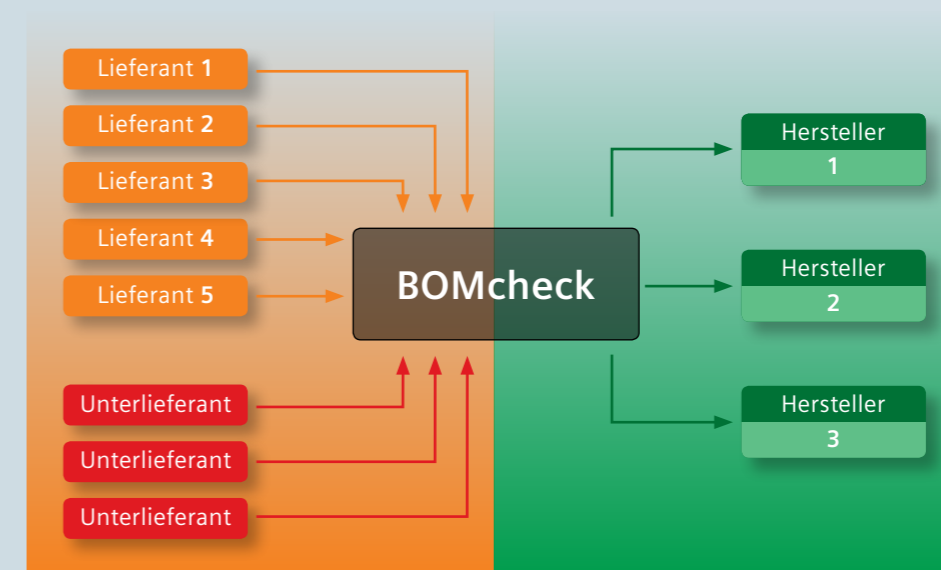 Lieferant 1
Lieferant 2
Lieferant 3
Lieferant 4
Lieferant 5
Unterlieferant
Unterlieferant
Unterlieferant
BOMcheck
Hersteller
1
Hersteller
2
Hersteller
3